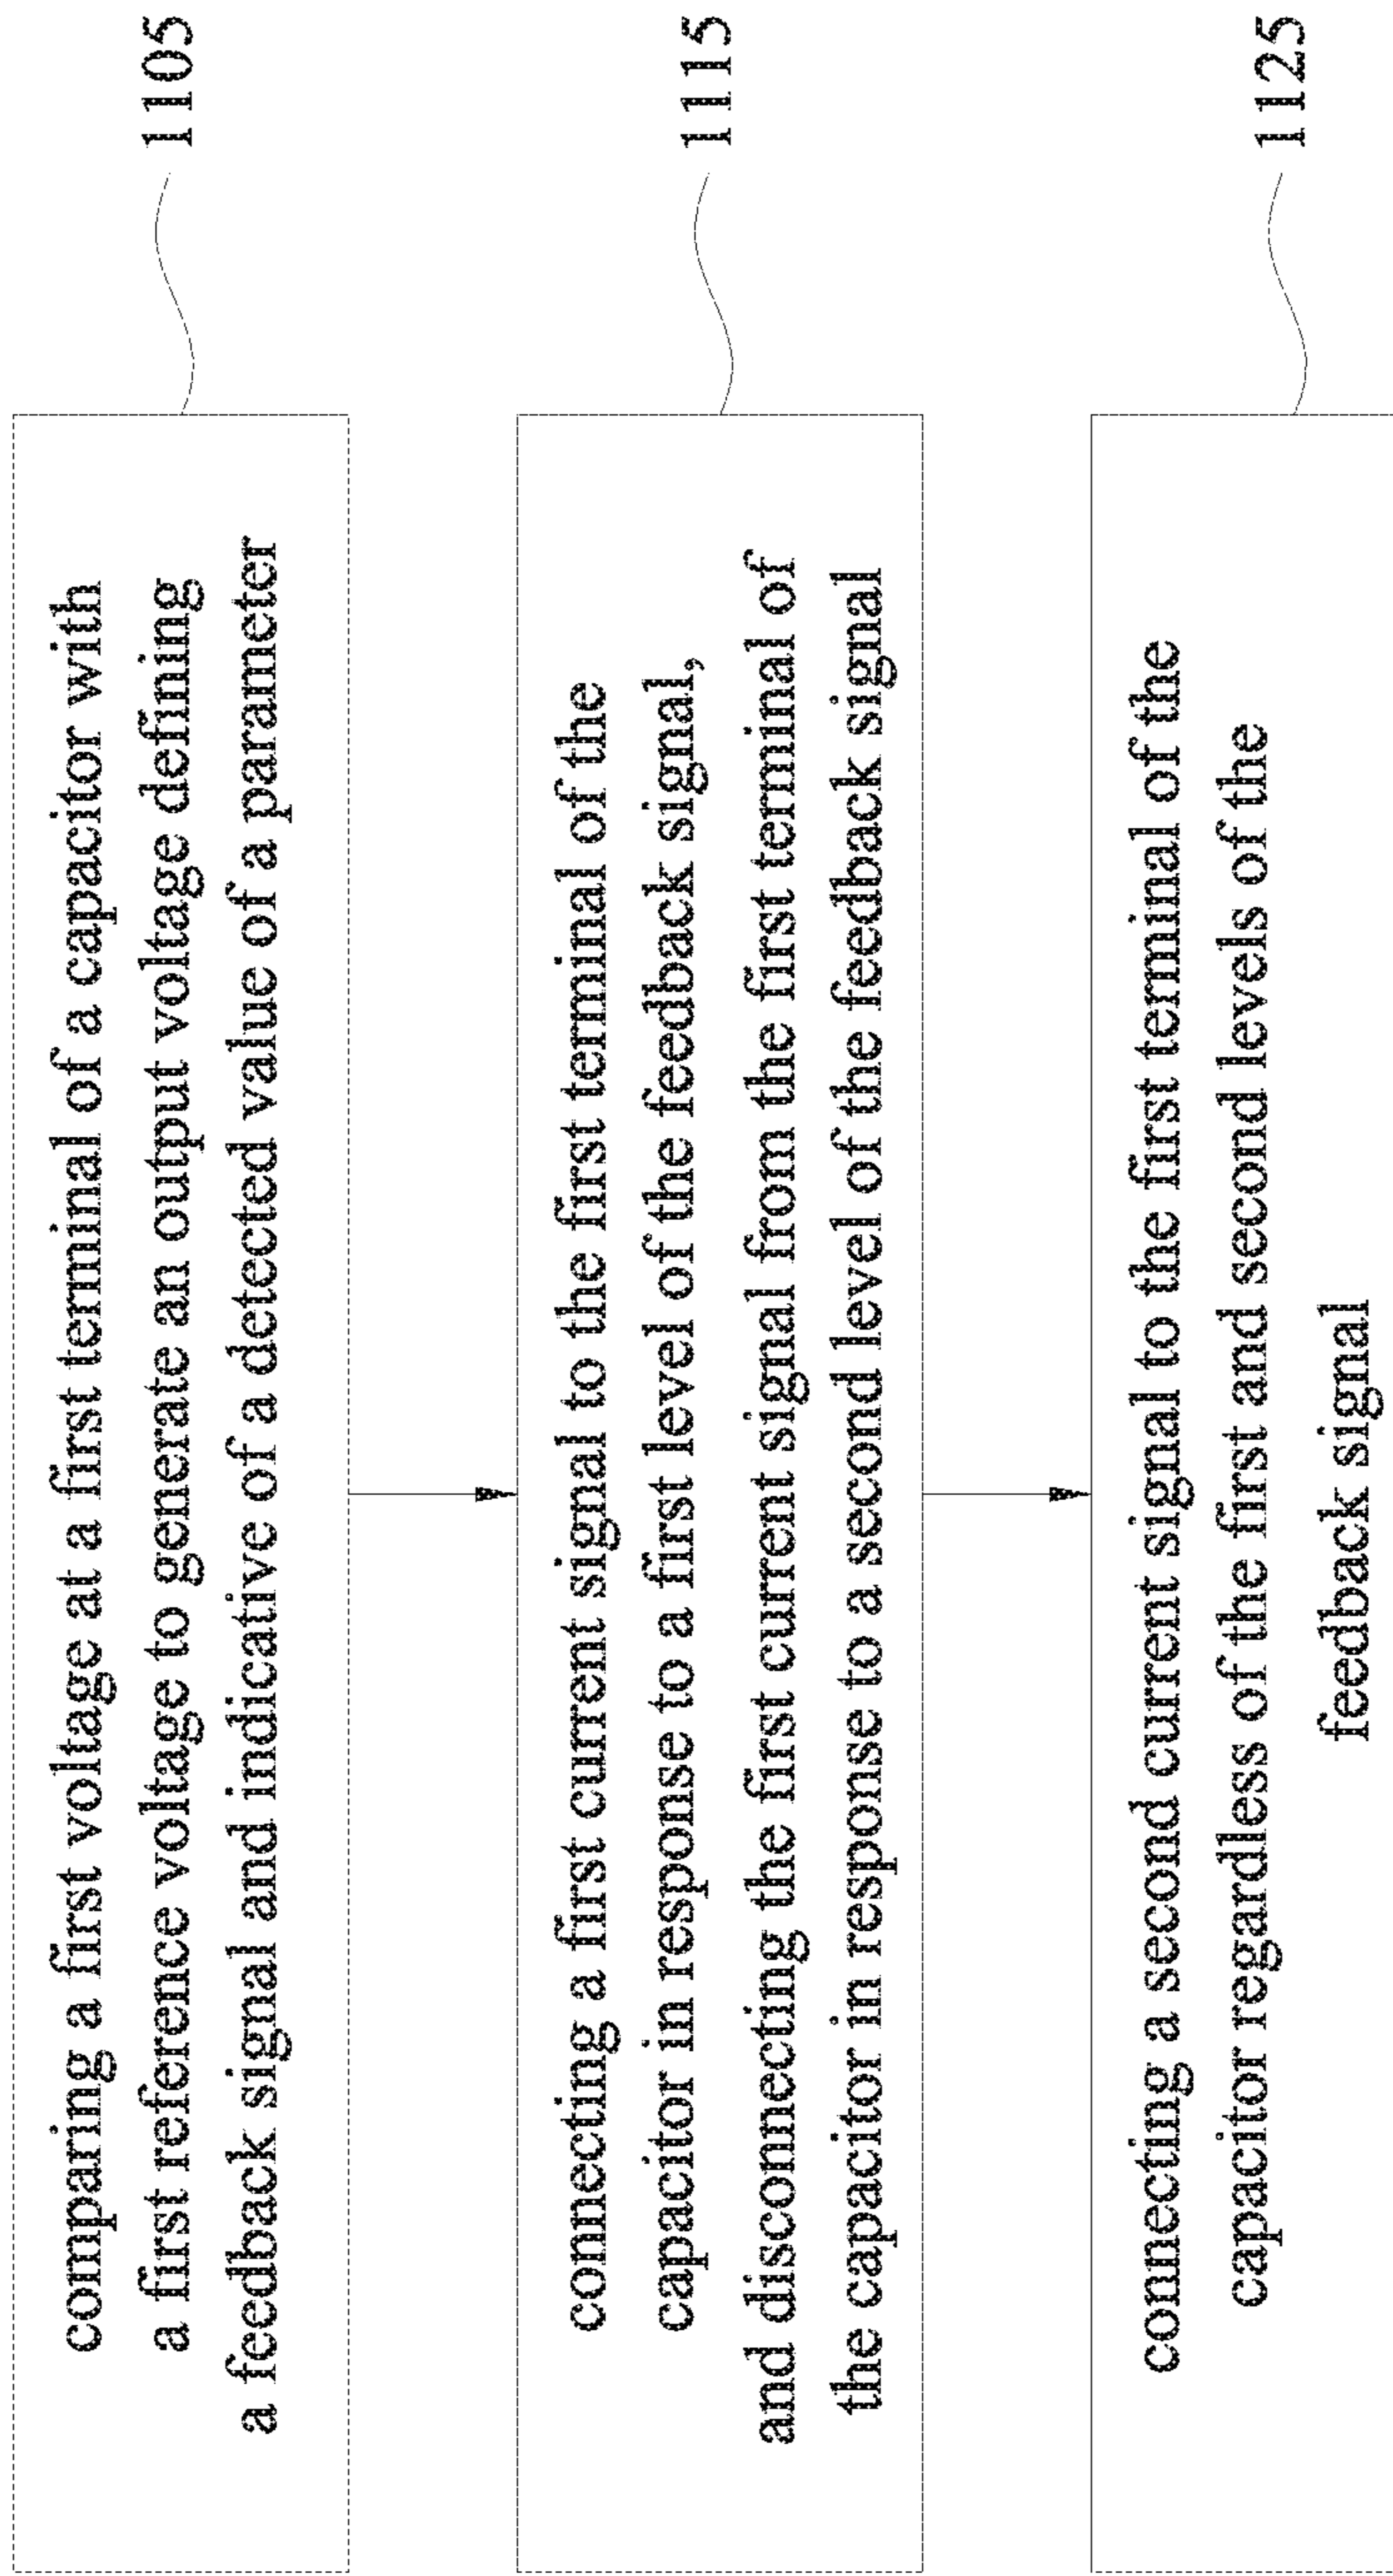 comparing a first voltage at a first terminal of a capacitor with
a first reference voltage to generate an output voltage defining
a feedback signal and indicative of a detected value of a parameter
1105
connecting a first current signal to the first terminal of the
capacitor in response to a first level of the feedback signal,
and disconnecting the first current signal from the first terminal of
the capacitor in response to a second level of the feedback signal
1115
connecting a second current signal to the first terminal of the
capacitor regardless of the first and second levels of the
feedback signal
1125